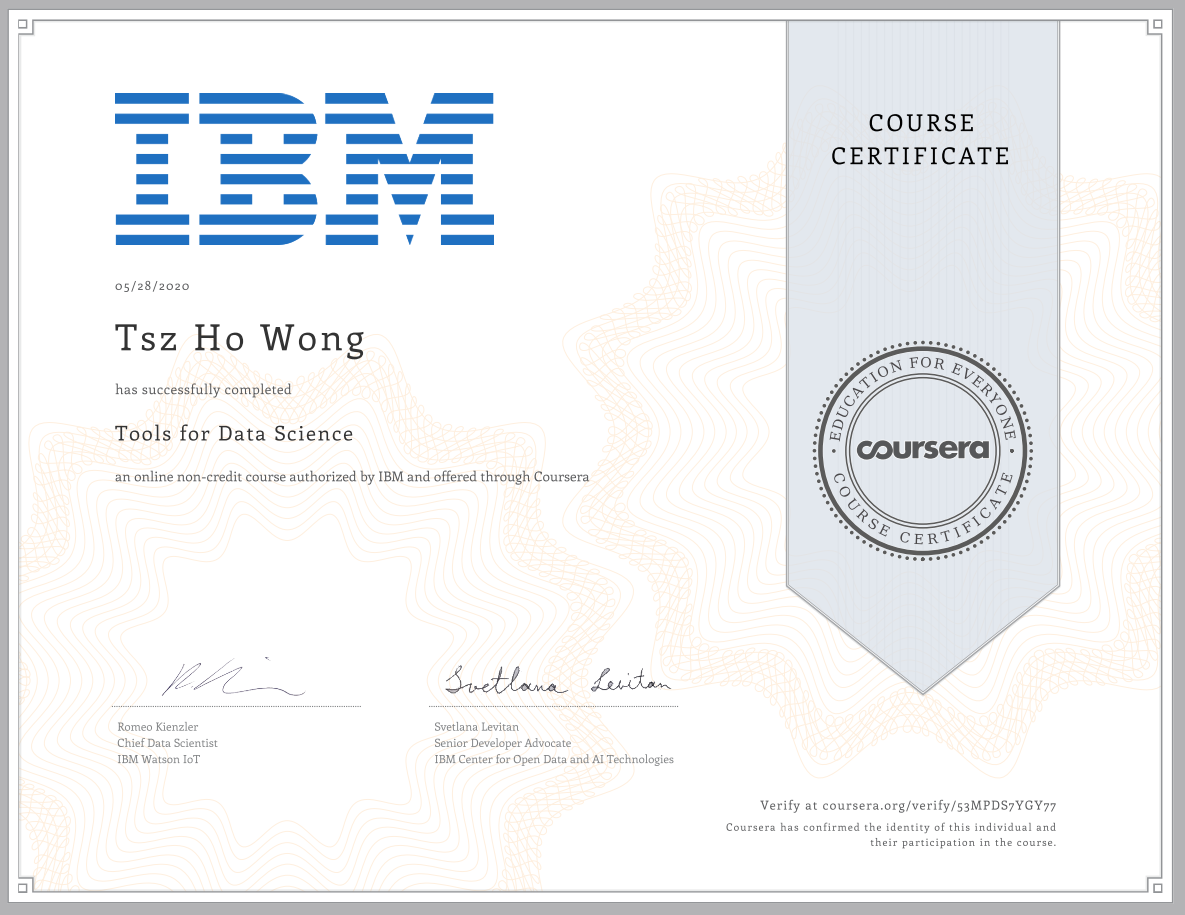 IBM
COURSE
CERTIFICATE
05/28/2020
Tsz Ho Wong
has successfully completed
Tools for Data Science
an online non-credit course authorized by IBM and offered through Coursera
EDUCATION FOR EVERYONE
coursera
COURSE CERTIFICATE
Svetlana Levitan
Romeo Kienzler
Chief Data Scientist
IBM Watson IoT
Svetlana Levitan
Senior Developer Advocate
IBM Center for Open Data and AI Technologies
Verify at coursera.org/verify/53MPDS7YGY77
Coursera has confirmed the identity of this individual and
their participation in the course.